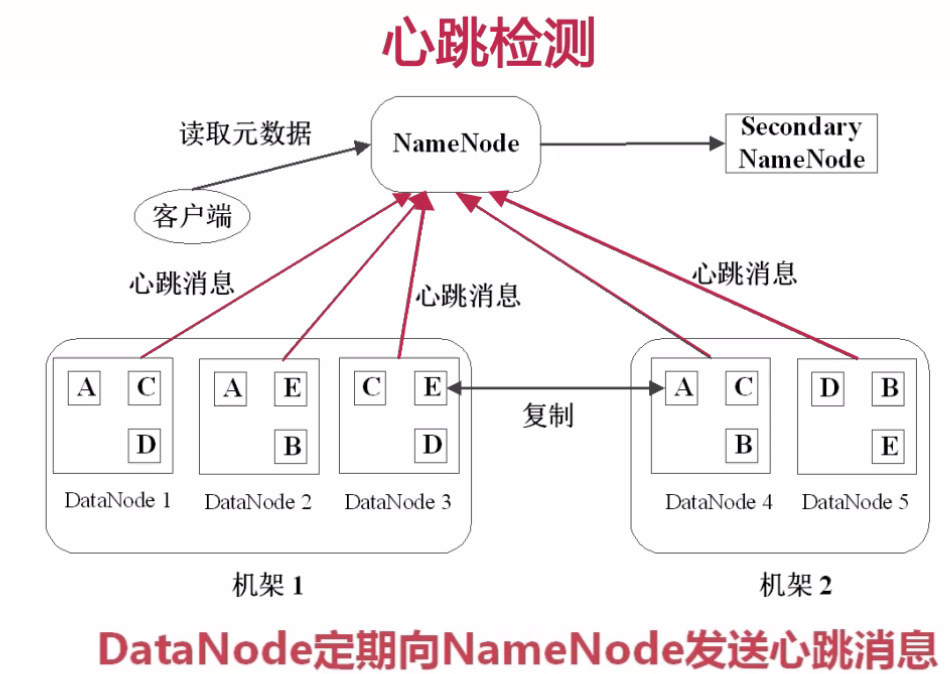 心跳检测
读取元数据
NameNode
Secondary
NameNode
客户端
心跳消息
心跳消息
心跳消息
A C
D
A E
B
C E
D
复制
A C
B
D B
E
DataNode 1
DataNode 2
DataNode 3
DataNode 4
DataNode 5
机架 1
机架 2
DataNode定期向NameNode发送心跳消息